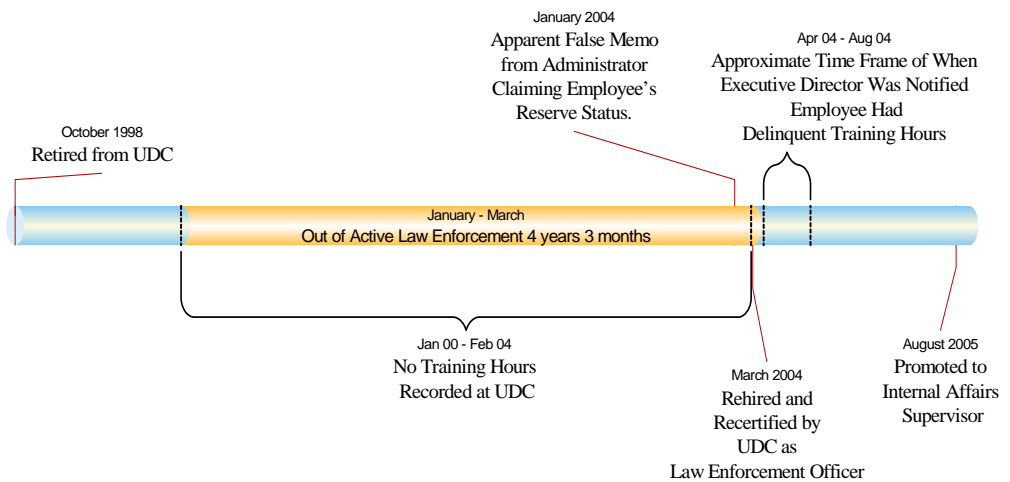 January 2004
Apparent False Memo
from Administrator
Claiming Employee's
Reserve Status.
Apr 04 - Aug 04
Approximate Time Frame of When
Executive Director Was Notified
Employee Had
Delinquent Training Hours
October 1998
Retired from UDC
January - March
Out of Active Law Enforcement 4 years 3 months
Jan 00 - Feb 04
No Training Hours
Recorded at UDC
March 2004
Rehired and
Recertified by
UDC as
Law Enforcement Officer
August 2005
Promoted to
Internal Affairs
Supervisor